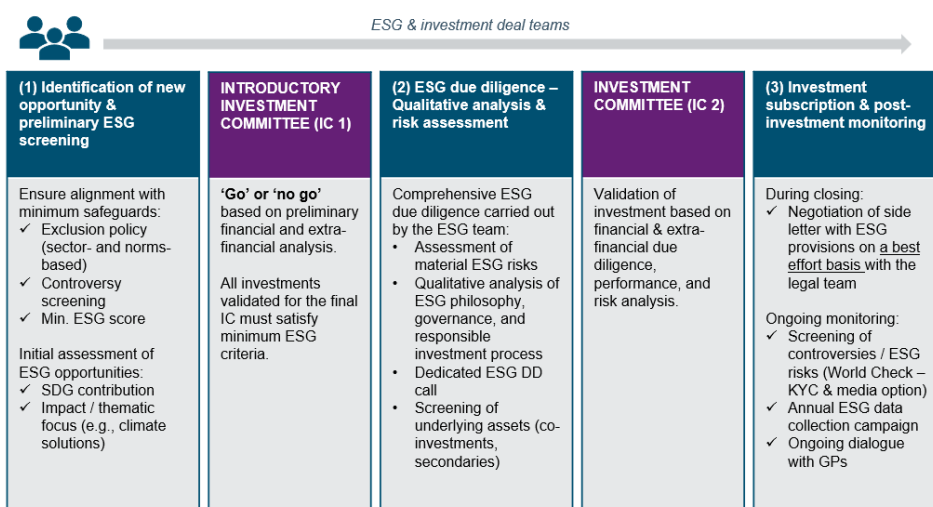 ESG & investment deal teams
(1) Identification of new
opportunity &
preliminary ESG
screening
Ensure alignment with
minimum safeguards:
✓ Exclusion policy
(sector- and norms-
based)
✓ Controversy
screening
✓ Min. ESG score
Initial assessment of
ESG opportunities:
✓ SDG contribution
✓ Impact / thematic
focus (e.g., climate
solutions)
INTRODUCTORY
INVESTMENT
COMMITTEE (IC 1)
‘Go’ or ‘no go’
based on preliminary
financial and extra-
financial analysis.
All investments
validated for the final
IC must satisfy
minimum ESG
criteria.
(2) ESG due diligence –
Qualitative analysis &
risk assessment
Comprehensive ESG
due diligence carried out
by the ESG team:
• Assessment of
material ESG risks
• Qualitative analysis of
ESG philosophy,
governance, and
responsible
investment process
• Dedicated ESG DD
call
• Screening of
underlying assets (co-
investments,
secondaries)
INVESTMENT
COMMITTEE (IC 2)
Validation of
investment based on
financial & extra-
financial due
diligence,
performance, and
risk analysis.
(3) Investment
subscription & post-
investment monitoring
During closing:
✓ Negotiation of side
letter with ESG
provisions on a best
effort basis with the
legal team
Ongoing monitoring:
✓ Screening of
controversies / ESG
risks (World Check –
KYC & media option)
✓ Annual ESG data
collection campaign
✓ Ongoing dialogue
with GPs